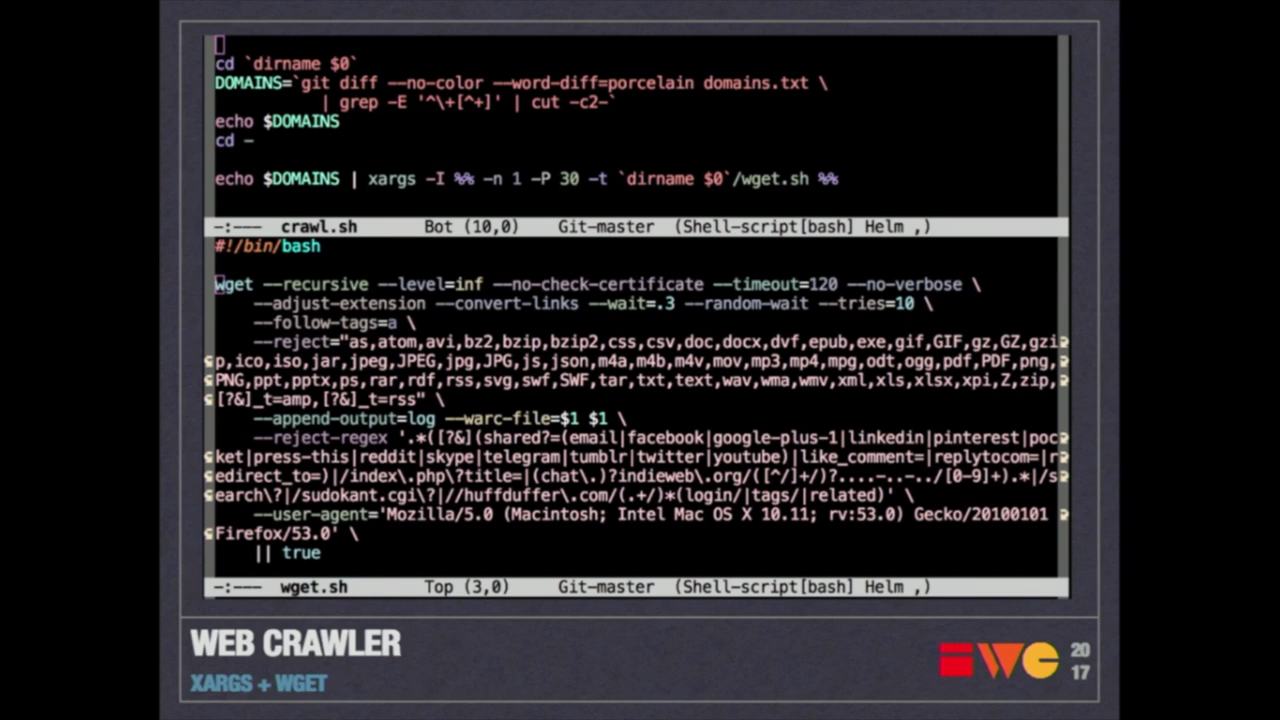 cd `dirname $0`
DOMAINS=`git diff --no-color --word-diff=porcelain domains.txt \
| grep -E '^\+[^+]' | cut -c2-`
echo $DOMAINS
cd -
echo $DOMAINS | xargs -I %% -n 1 -P 30 -t `dirname $0`/wget.sh %%
-:--- crawl.sh Bot (10,0) Git-master (Shell-script[bash] Helm ,)
#!/bin/bash
wget --recursive --level=inf --no-check-certificate --timeout=120 --no-verbose \
--adjust-extension --convert-links --wait=.3 --random-wait --tries=10 \
--follow-tags=a \
--reject="as,atom,avi,bz2,bzip,bzip2,css,csv,doc,docx,dvf,epub,exe,gif,GIF,gz,GZ,gzi
p,ico,iso,jar,jpeg,JPEG,jpg,JPG,js,json,m4a,m4b,m4v,mov,mp3,mp4,mpg,odt,ogg,pdf,PDF,png,
PNG,ppt,pptx,ps,rar,rdf,rss,svg,swf,SWF,tar,txt,text,wav,wma,wmv,xml,xls,xlsx,xpi,Z,zip,
[?&]_t=amp,[?&]_t=rss" \
--append-output=log --warc-file=$1 $1 \
--reject-regex '.*([?&](shared?=(email|facebook|google-plus-1|linkedin|pinterest|poc
ket|press-this|reddit|skype|telegram|tumblr|twitter|youtube)|like_comment=|replytocom=|r
edirect_to=)|/index\.php\?title=|(chat\.)?indieweb\.org/([^/]+/)?....-..-../[0-9]+).*|/s
earch\?|/sudokant.cgi\?|//huffduffer\.com/(.+/)*(login/|tags/|related)' \
--user-agent='Mozilla/5.0 (Macintosh; Intel Mac OS X 10.11; rv:53.0) Gecko/20100101
Firefox/53.0' \
|| true
-:--- wget.sh Top (3,0) Git-master (Shell-script[bash] Helm ,)
WEB CRAWLER
XARGS + WGET
IWC
20
17